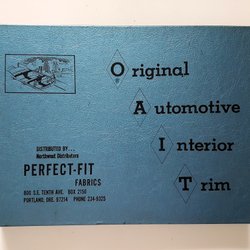 Original
Automotive
Interior
Trim
DISTRIBUTED BY...
Northwest Distributors
PERFECT-FIT
FABRICS
800 S.E. TENTH AVE. BOX 2150
PORTLAND, ORE. 97214 PHONE 234-5025